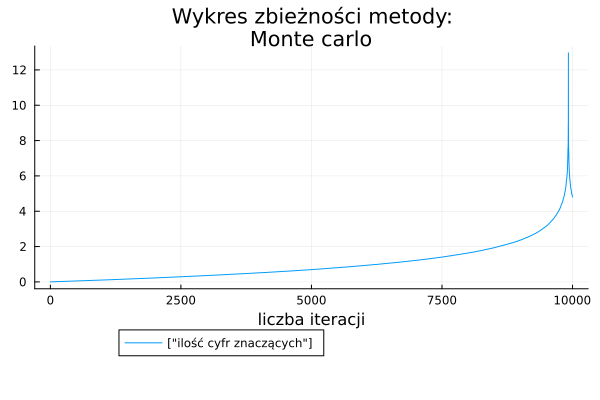 Wykres zbieżności metody:
Monte carlo
12
10
8
6
4
2
0
0 2500 5000 7500 10000
liczba iteracji
["ilość cyfr znaczących"]